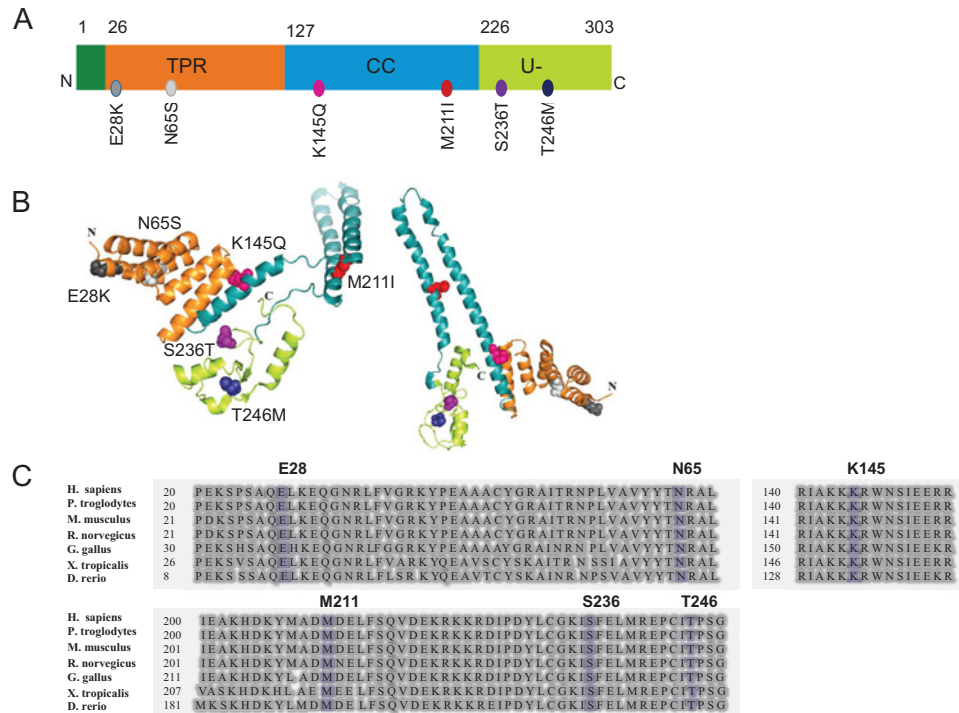 A
1 26 127 226 303
N TPR CC U- C
E28K N65S K145Q M211I S236T T246M
B
N65S
N K145Q
E28K M211I
C
S236T
T246M
C N
C
E28 N65 K145
H. sapiens 20 PEKSPSAQELKEQGNRLFVGRKYPEAAACYGRAITRNPLVAVYYTNRAL 140 RIAKKKRWNSIEERR
P. troglodytes 20 PEKSPSAQELKEQGNRLFVGRKYPEAAACYGRAITRNPLVAVYYTNRAL 140 RIAKKKRWNSIEERR
M. musculus 21 PDKSPSAQELKEQGNRLFVGRKYPEAAACYGRAITRNPLVAVYYTNRAL 141 RIAKKKRWNSIEERR
R. norvegicus 21 PDKSPSAQELKEQGNRLFVGRKYPEAAACYGRAITRNPLVAVYYTNRAL 141 RIAKKKRWNSIEERR
G. gallus 30 PEKSHSAQEHKEQGNRLFGGRKYPEAAAAYGRAINRNPLVAVYYTNRAL 150 RIAKKKRWNSIEERR
X. tropicalis 26 PEKSVSAQELKEQGNRLFVARKYQEAVSCYSKAITRNSSIAVYYTNRAL 146 RIAKKKRWNSIEEKR
D. rerio 8 PEKSSSAQELKEQGNRLFLSRKYQEAVTCYSKAINRNPSVAVYYTNRAL 128 RIAKKKRWNSIEEKR
M211 S236 T246
H. sapiens 200 IEAKHDKYMADMDELFSQVDEKRKKRDIPDYLCGKISFELMREPCITPSG
P. troglodytes 200 IEAKHDKYMADMDELFSQVDEKRKKRDIPDYLCGKISFELMREPCITPSG
M. musculus 201 IEAKHDKYMADMDELFSQVDEKRKKRDIPDYLCGKISFELMREPCITPSG
R. norvegicus 201 IEAKHDKYMADMNELFSQVDEKRKKRDIPDYLCGKISFELMREPCITPSG
G. gallus 211 IEAKHDKYLADMDELFSQVDEKRKKRDIPDYLCGKISFELMREPCITPSG
X. tropicalis 207 VASKHDKHLAEMEELFSQVDEKRKKRDIPDYLCGKISFELMREPCITPSG
D. rerio 181 MKSKHDKYLMDMDELFSQVDEKRKKREIPDYLCGKISFELMREPCITPSG